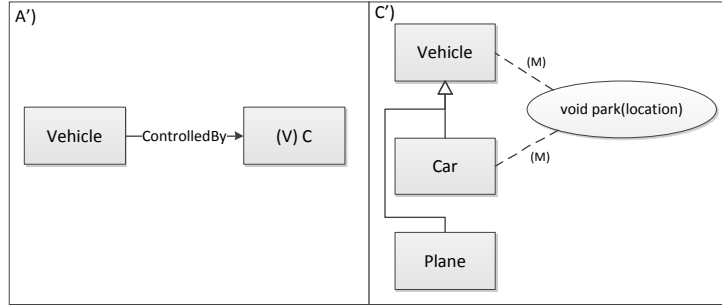 A')
Vehicle
ControlledBy
(V) C
C')
Vehicle
(M)
void park(location)
Car
(M)
Plane